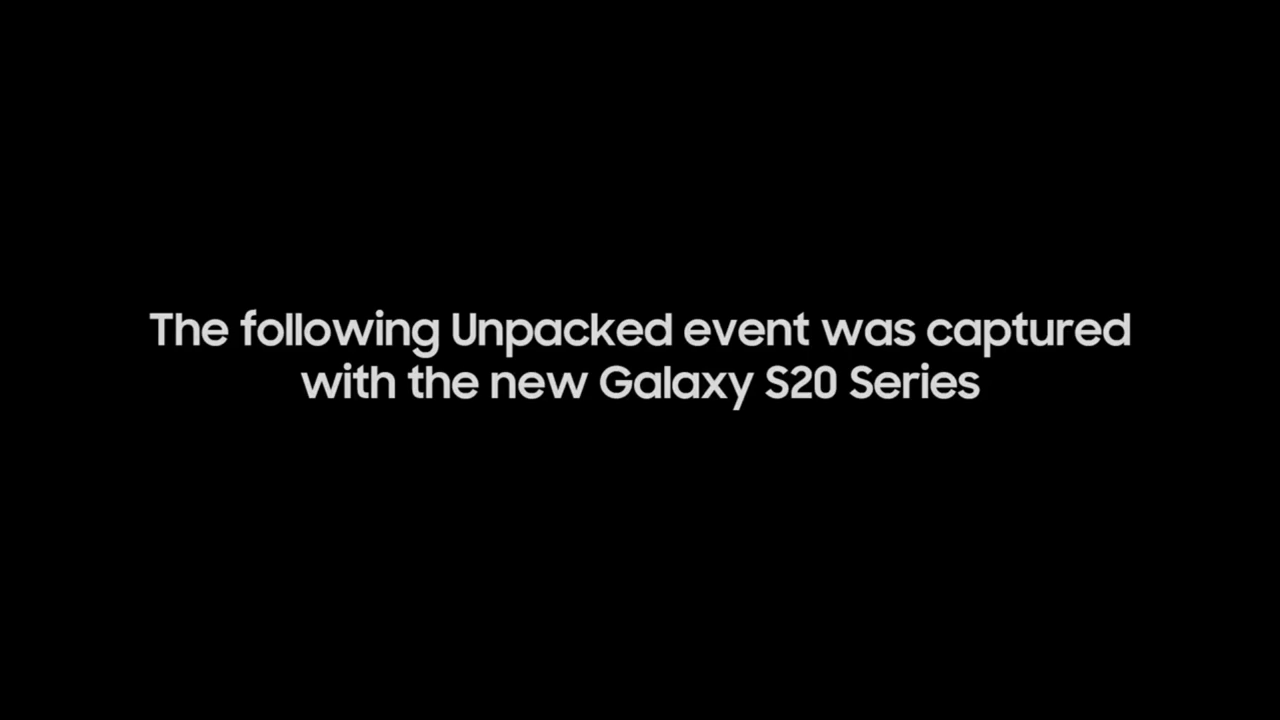 The following Unpacked event was captured
with the new Galaxy S20 Series